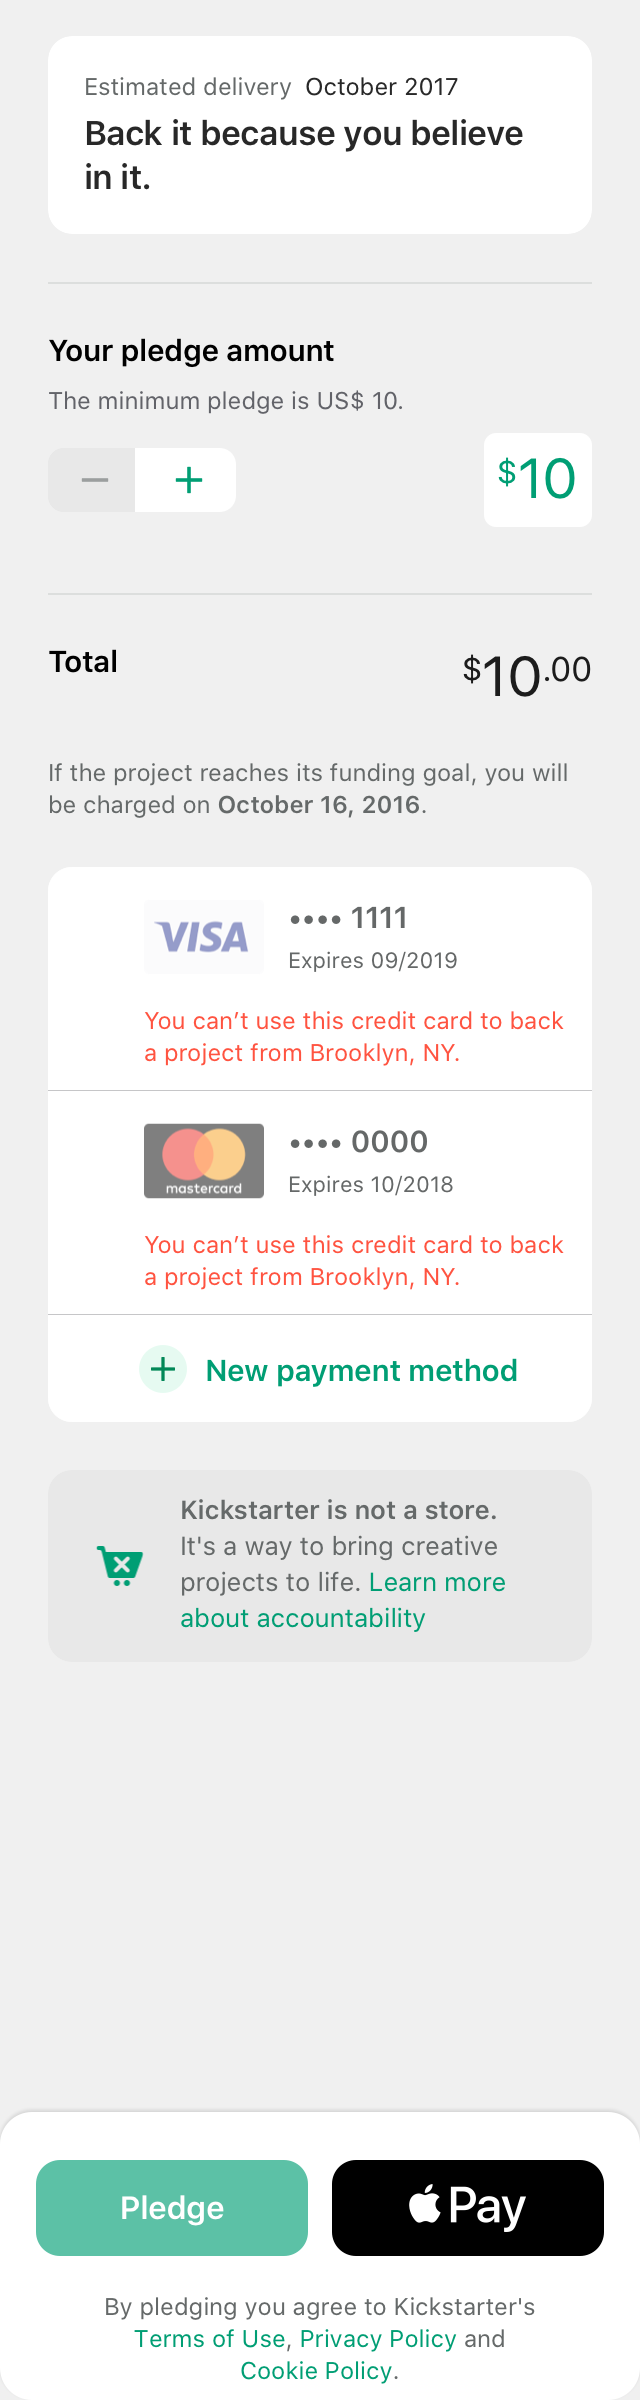 Estimated delivery October 2017
Back it because you believe
in it.
Your pledge amount
The minimum pledge is US$ 10.
− +
$10
Total
$10.00
If the project reaches its funding goal, you will
be charged on October 16, 2016.
VISA
•••• 1111
Expires 09/2019
You can’t use this credit card to back
a project from Brooklyn, NY.
mastercard
•••• 0000
Expires 10/2018
You can’t use this credit card to back
a project from Brooklyn, NY.
+ New payment method
Kickstarter is not a store.
It's a way to bring creative
projects to life. Learn more
about accountability
Pledge
Pay
By pledging you agree to Kickstarter's
Terms of Use, Privacy Policy and
Cookie Policy.